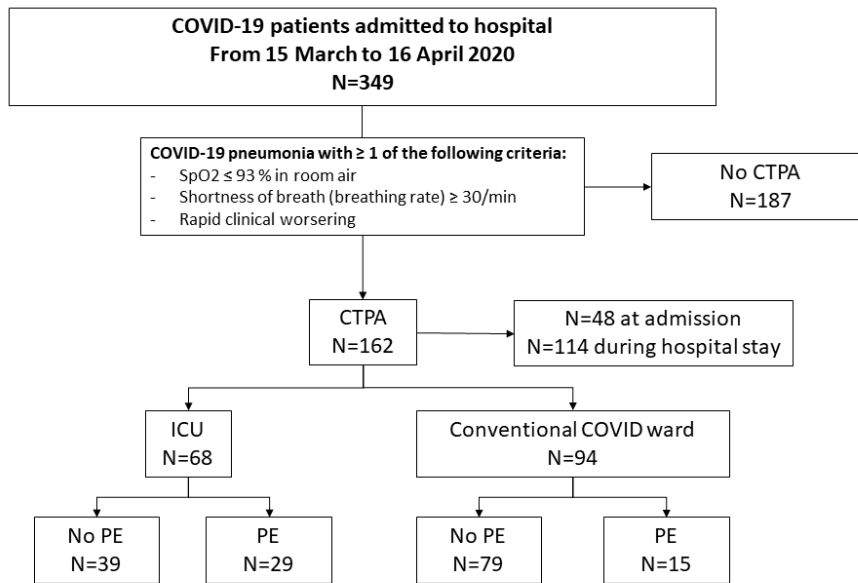 COVID-19 patients admitted to hospital
From 15 March to 16 April 2020
N=349
COVID-19 pneumonia with ≥ 1 of the following criteria:
- SpO2 ≤ 93 % in room air
- Shortness of breath (breathing rate) ≥ 30/min
- Rapid clinical worsering
No CTPA
N=187
CTPA
N=162
N=48 at admission
N=114 during hospital stay
ICU
N=68
Conventional COVID ward
N=94
No PE
N=39
PE
N=29
No PE
N=79
PE
N=15